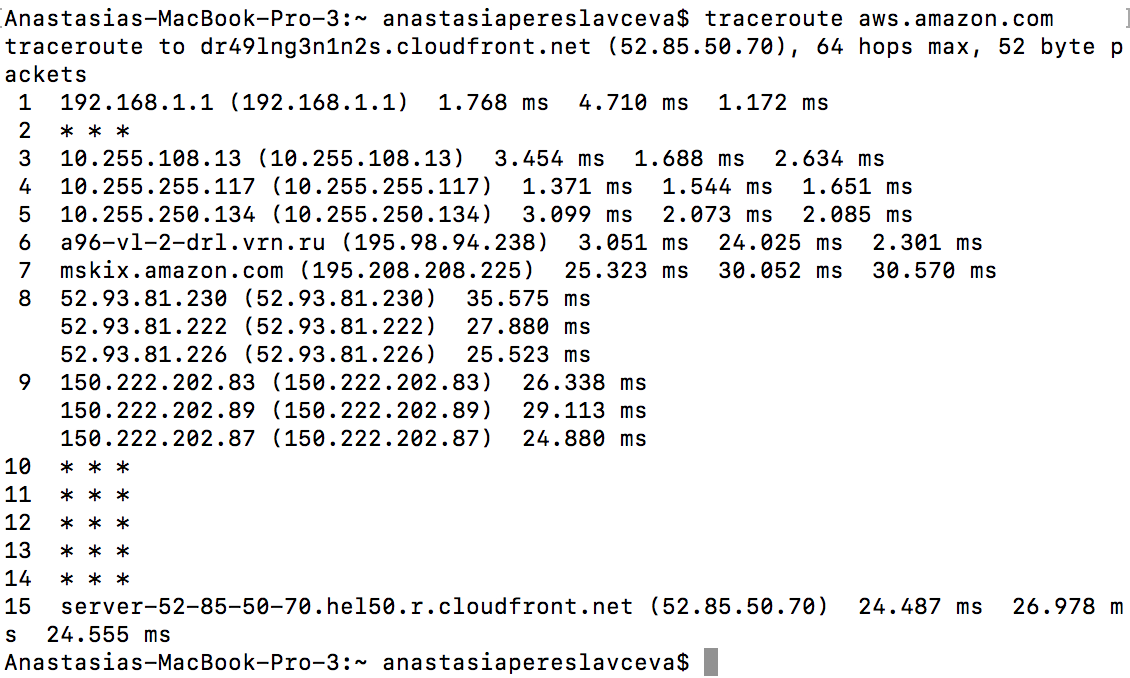 [Anastasias-MacBook-Pro-3:~ anastasiapereslavceva$ traceroute aws.amazon.com ]
traceroute to dr49lng3n1n2s.cloudfront.net (52.85.50.70), 64 hops max, 52 byte p
ackets
 1  192.168.1.1 (192.168.1.1)  1.768 ms  4.710 ms  1.172 ms
 2  * * *
 3  10.255.108.13 (10.255.108.13)  3.454 ms  1.688 ms  2.634 ms
 4  10.255.255.117 (10.255.255.117)  1.371 ms  1.544 ms  1.651 ms
 5  10.255.250.134 (10.255.250.134)  3.099 ms  2.073 ms  2.085 ms
 6  a96-vl-2-drl.vrn.ru (195.98.94.238)  3.051 ms  24.025 ms  2.301 ms
 7  mskix.amazon.com (195.208.208.225)  25.323 ms  30.052 ms  30.570 ms
 8  52.93.81.230 (52.93.81.230)  35.575 ms
    52.93.81.222 (52.93.81.222)  27.880 ms
    52.93.81.226 (52.93.81.226)  25.523 ms
 9  150.222.202.83 (150.222.202.83)  26.338 ms
    150.222.202.89 (150.222.202.89)  29.113 ms
    150.222.202.87 (150.222.202.87)  24.880 ms
10  * * *
11  * * *
12  * * *
13  * * *
14  * * *
15  server-52-85-50-70.hel50.r.cloudfront.net (52.85.50.70)  24.487 ms  26.978 m
s  24.555 ms
Anastasias-MacBook-Pro-3:~ anastasiapereslavceva$